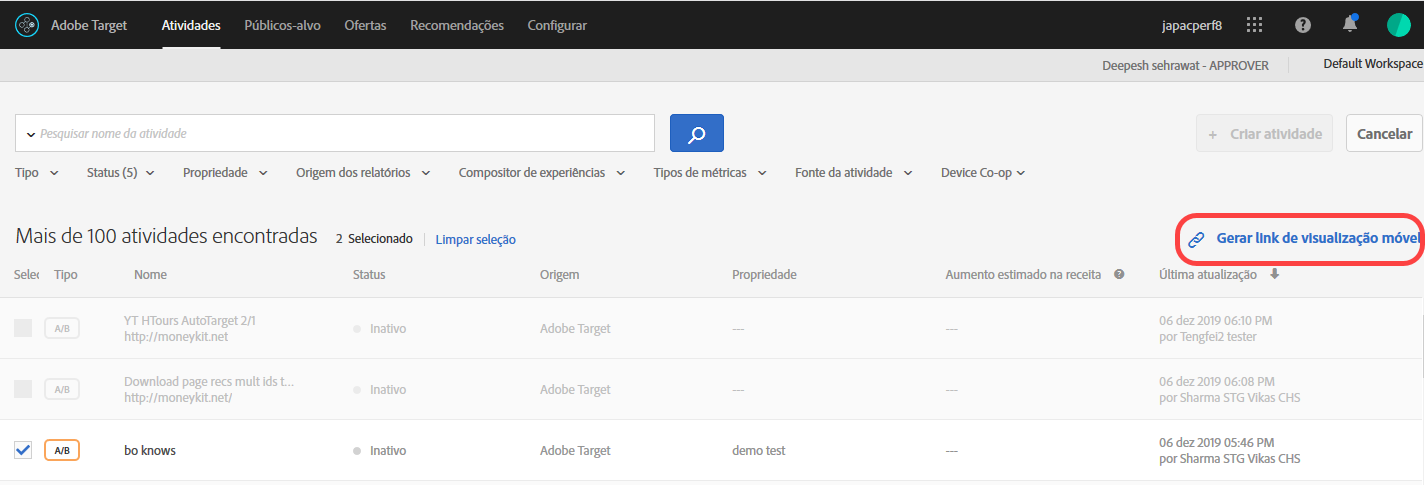 Adobe Target Atividades Públicos-alvo Ofertas Recomendações Configurar japacperf8
Deepesh sehrawat - APPROVER Default Workspace
Pesquisar nome da atividade + Criar atividade Cancelar
Tipo Status (5) Propriedade Origem dos relatórios Compositor de experiências Tipos de métricas Fonte da atividade Device Co-op
Mais de 100 atividades encontradas 2 Selecionado Limpar seleção Gerar link de visualização móvel
Selec Tipo Nome Status Origem Propriedade Aumento estimado na receita Última atualização
A/B YT HTours AutoTarget 2/1 Inativo Adobe Target --- --- 06 dez 2019 06:10 PM
http://moneykit.net por Tengfei2 tester
A/B Download page recs mult ids t... Inativo Adobe Target --- --- 06 dez 2019 06:08 PM
http://moneykit.net/ por Sharma STG Vikas CHS
A/B bo knows Inativo Adobe Target demo test --- 06 dez 2019 05:46 PM
por Sharma STG Vikas CHS